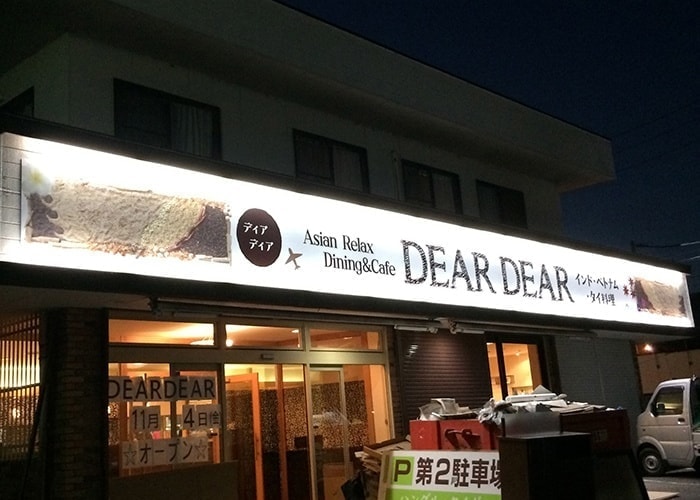 ディア
ディア
Asian Relax
Dining&Cafe
DEAR DEAR
インド・ベトナム
・タイ料理
DEARDEAR
11月4日㈮
☆オープン☆
P 第2駐車場